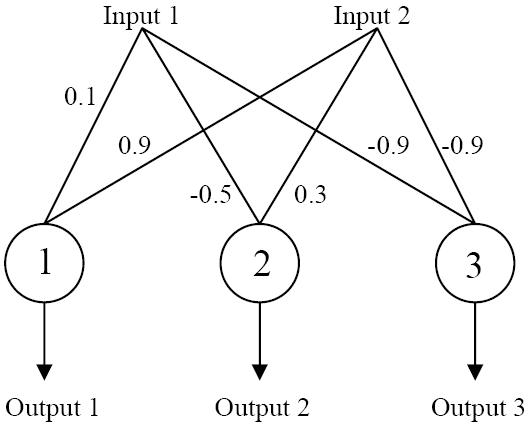 Input 1 Input 2
0.1
0.9 -0.9 -0.9
-0.5 0.3
1 2 3
Output 1 Output 2 Output 3